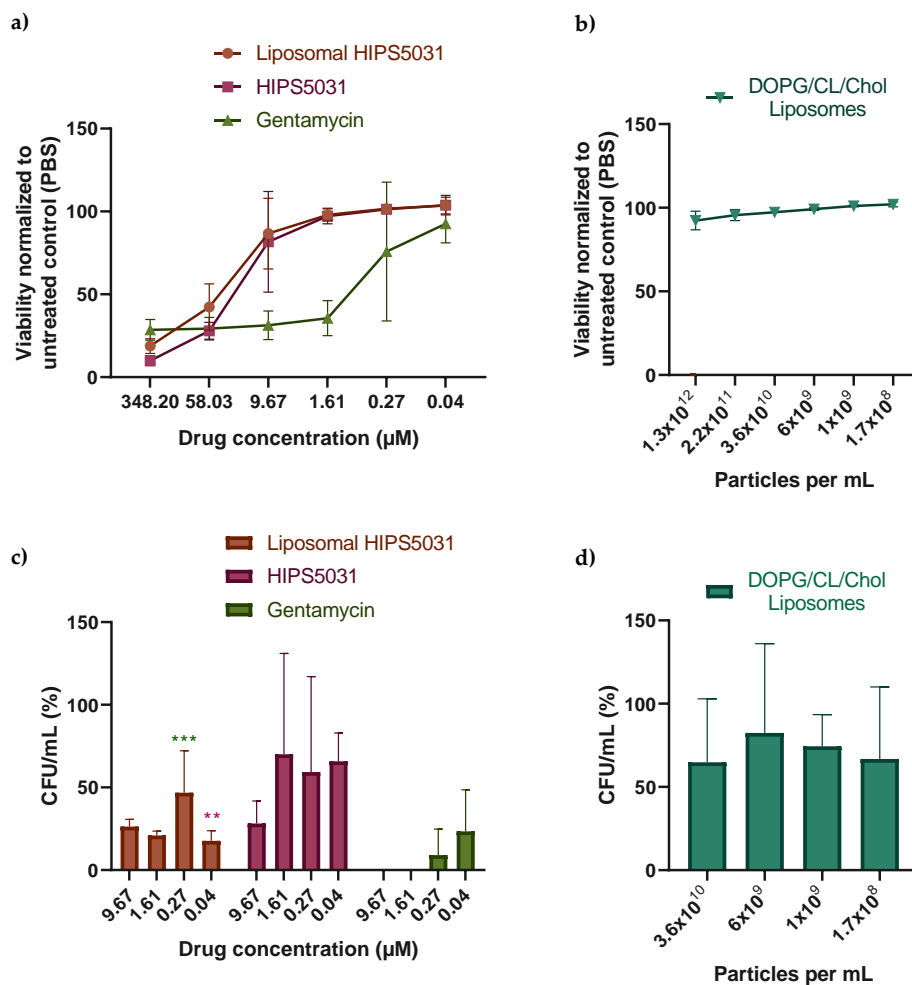 a)
Liposomal HIPS5031
HIPS5031
Gentamycin
Viability normalized to
untreated control (PBS)
150
100
50
0
348.20 58.03 9.67 1.61 0.27 0.04
Drug concentration (µM)
b)
DOPG/CL/Chol
Liposomes
Viability normalized to
untreated control (PBS)
150
100
50
0
1.3x10¹² 2.2x10¹¹ 3.6x10¹⁰ 6x10⁹ 1x10⁹ 1.7x10⁸
Particles per mL
c)
Liposomal HIPS5031
HIPS5031
Gentamycin
CFU/mL (%)
150
100
50
0
***
**
9.67 1.61 0.27 0.04 9.67 1.61 0.27 0.04 9.67 1.61 0.27 0.04
Drug concentration (µM)
d)
DOPG/CL/Chol
Liposomes
CFU/mL (%)
150
100
50
0
3.6x10¹⁰ 6x10⁹ 1x10⁹ 1.7x10⁸
Particles per mL